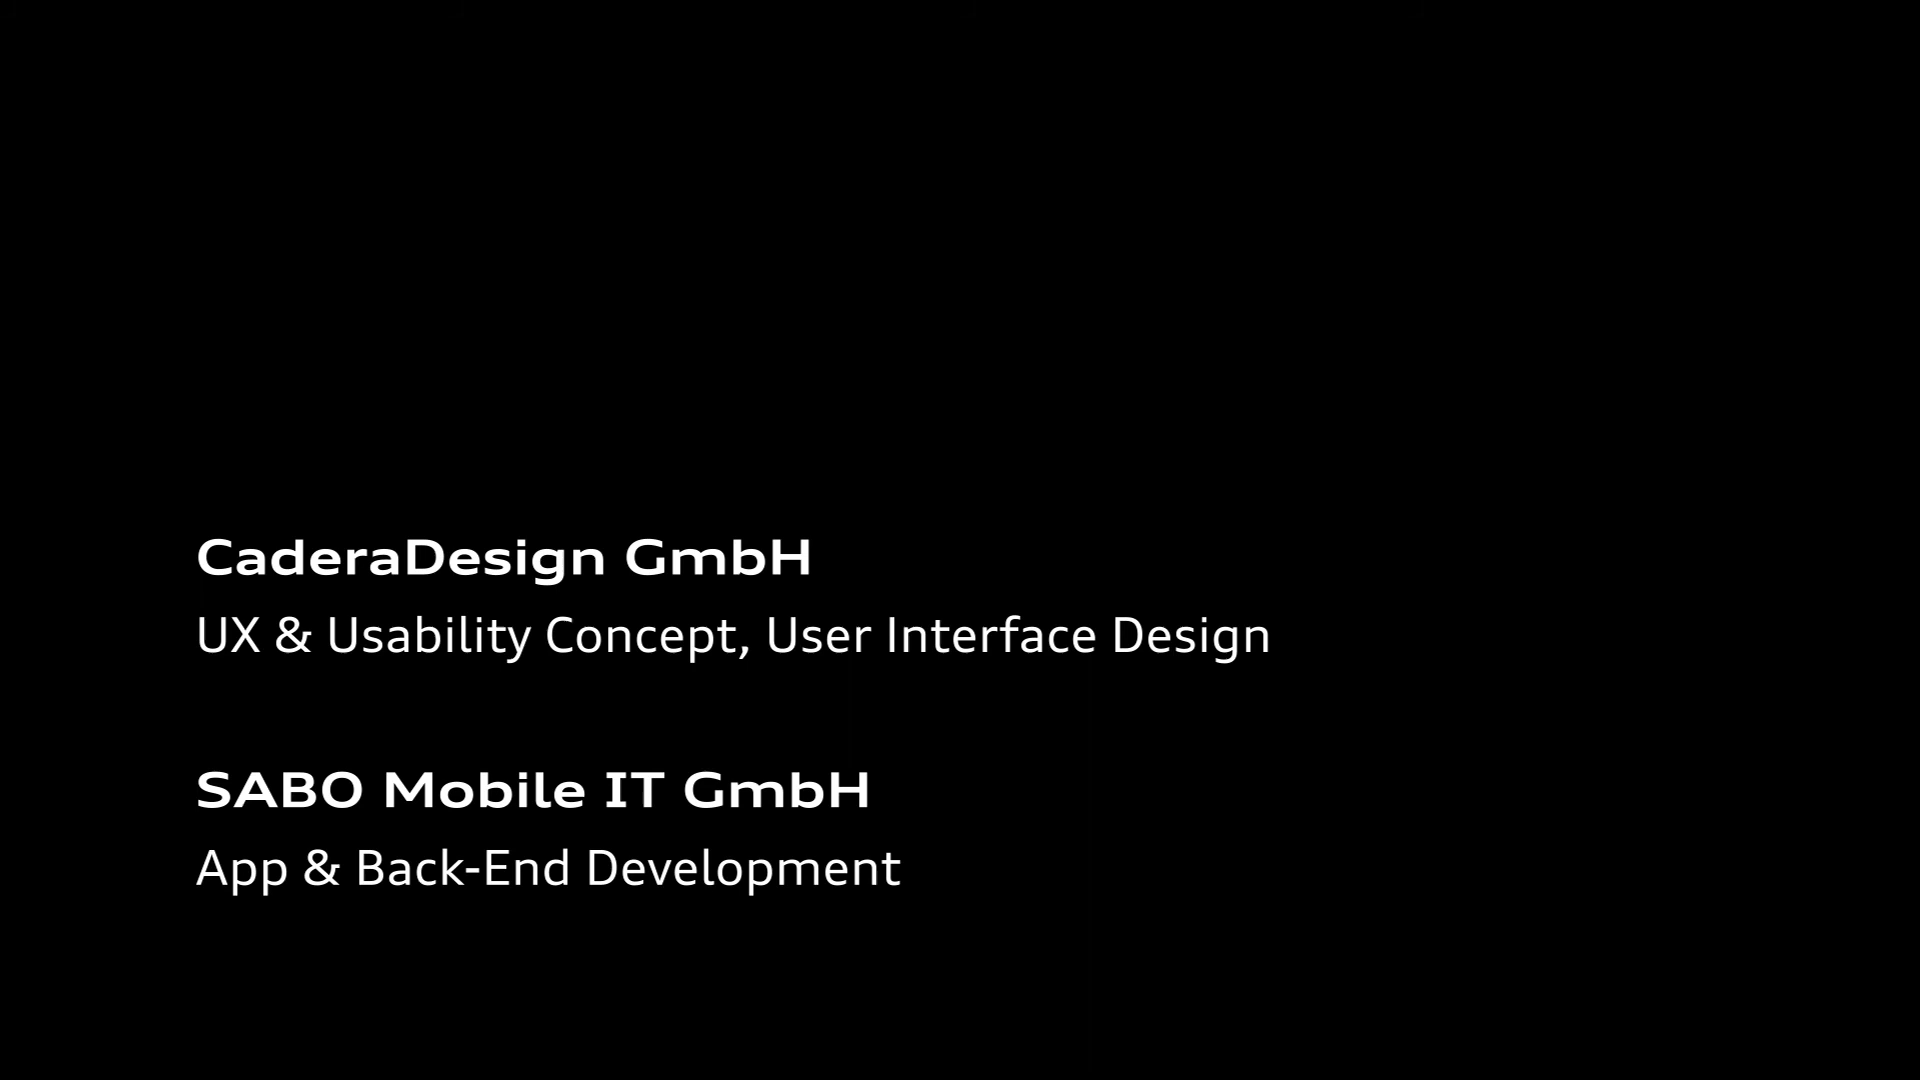 CaderaDesign GmbH
UX & Usability Concept, User Interface Design
SABO Mobile IT GmbH
App & Back-End Development